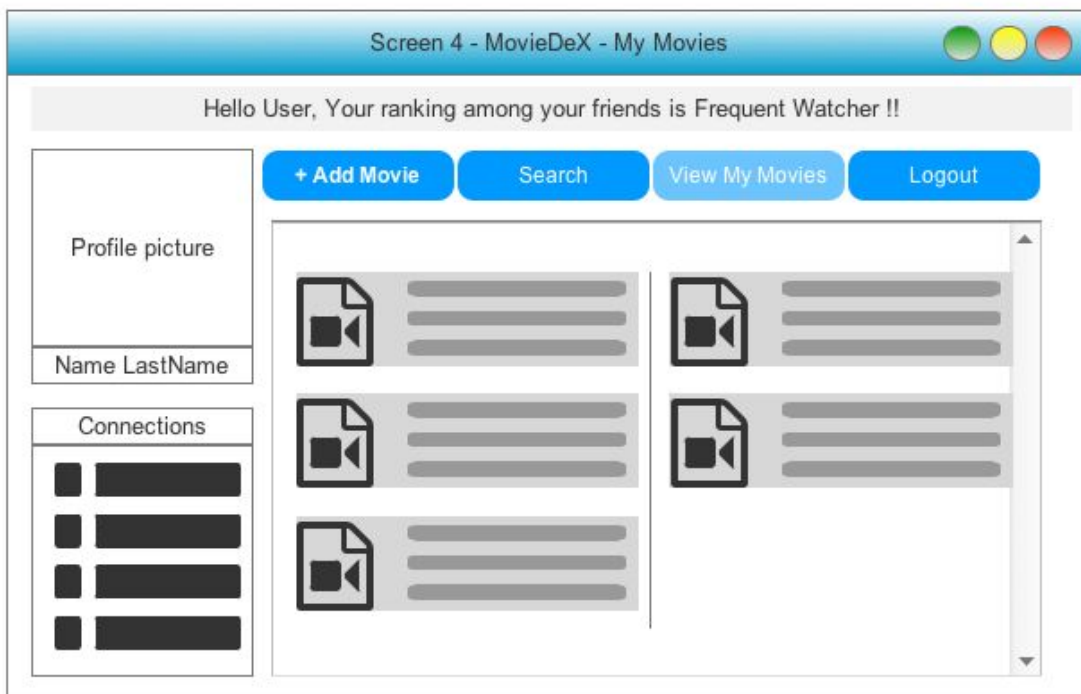 Screen 4 - MovieDeX - My Movies
Hello User, Your ranking among your friends is Frequent Watcher !!
+ Add Movie
Search
View My Movies
Logout
Profile picture
Name LastName
Connections